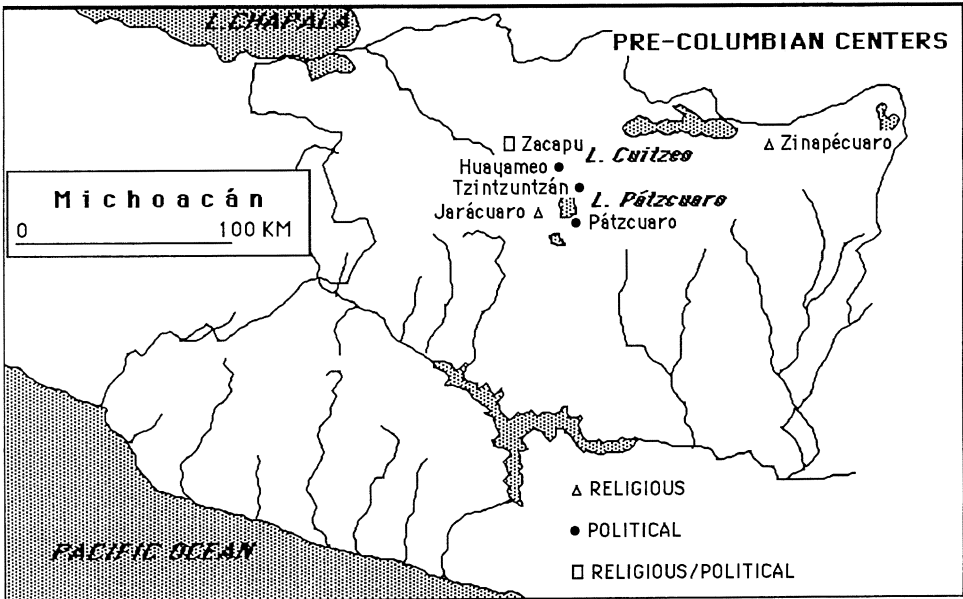 L. CHAPALA
PRE-COLUMBIAN CENTERS
Zacapu
L. Cuitzeo
Zinapécuaro
Huayameo
Tzintzuntzán
L. Pátzcuaro
Jarácuaro
Pátzcuaro
Michoacán
0 100 KM
RELIGIOUS
POLITICAL
RELIGIOUS/POLITICAL
PACIFIC OCEAN